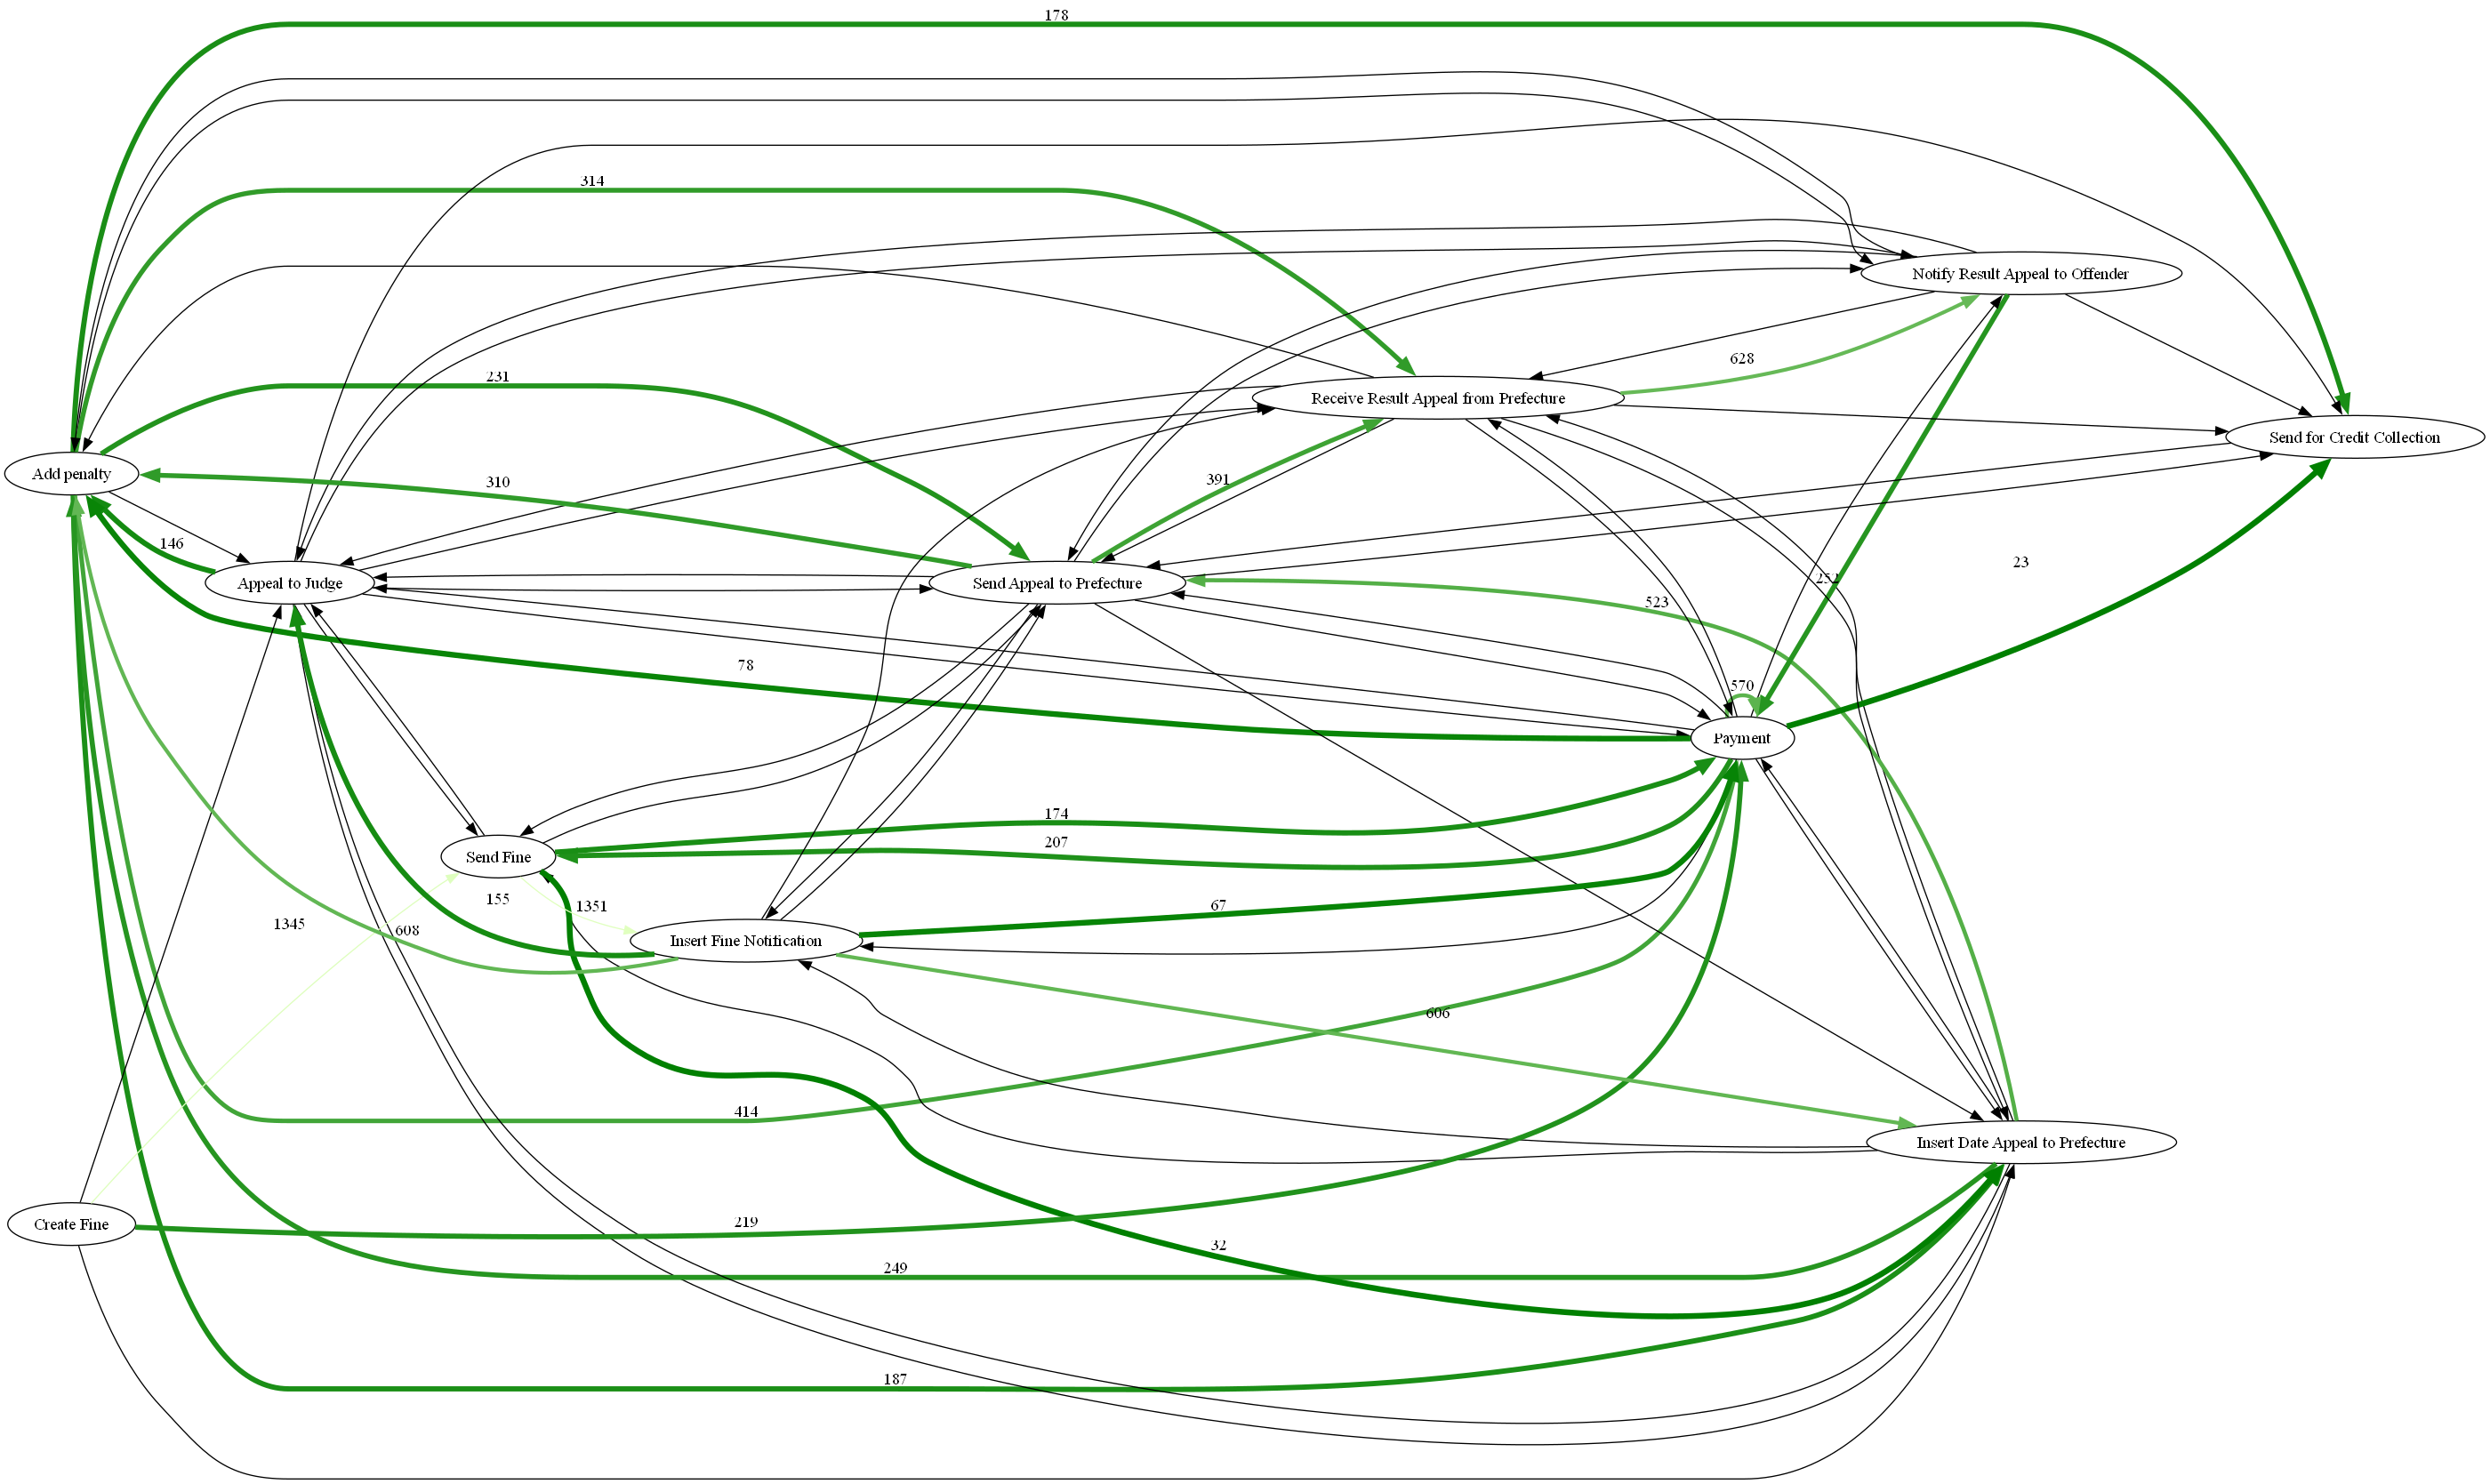 178
314
Notify Result Appeal to Offender
628
231
Receive Result Appeal from Prefecture
Send for Credit Collection
Add penalty
310
391
146
Appeal to Judge
Send Appeal to Prefecture
23
252
523
78
570
Payment
174
207
Send Fine
155
1351
67
1345
608
Insert Fine Notification
606
414
Insert Date Appeal to Prefecture
Create Fine
219
32
249
187